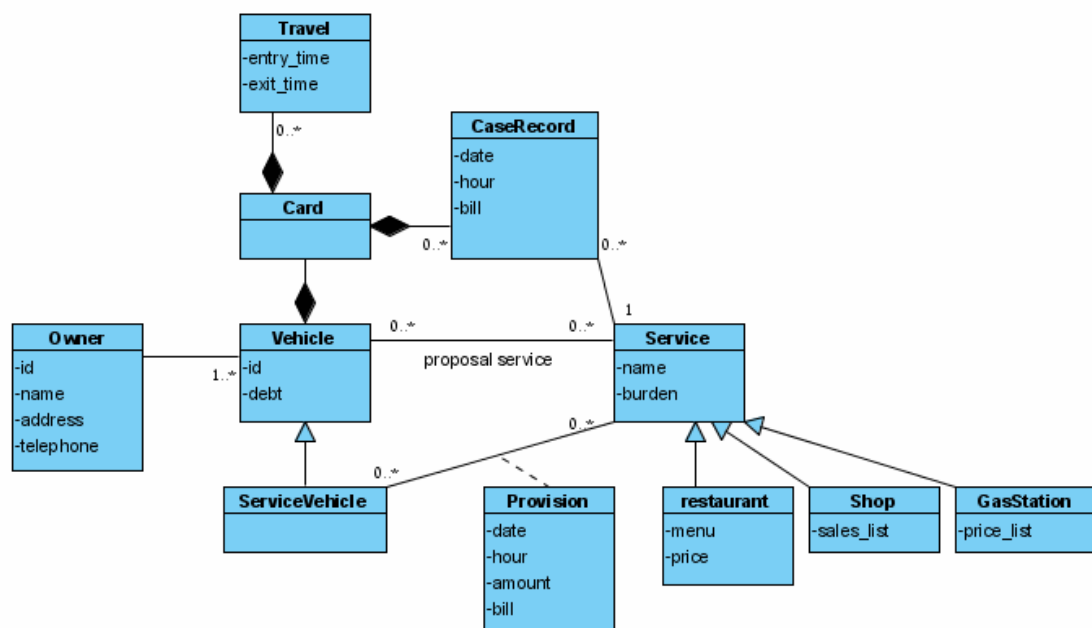 Travel
-entry_time
-exit_time
0..*
CaseRecord
-date
-hour
-bill
Card
0..*
0..*
1
Owner
-id
-name
-address
-telephone
1..*
Vehicle
-id
-debt
0..*
0..*
proposal service
Service
-name
-burden
0..*
0..*
ServiceVehicle
Provision
-date
-hour
-amount
-bill
restaurant
-menu
-price
Shop
-sales_list
GasStation
-price_list